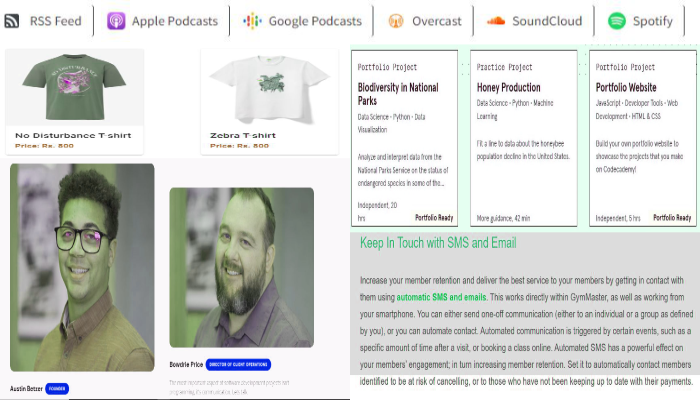 RSS Feed
Apple Podcasts
Google Podcasts
Overcast
SoundCloud
Spotify
No Disturbance T-shirt
Price: Rs. 800
Zebra T-shirt
Price: Rs. 800
Austin Betzer FOUNDER
Bowdrie Price DIRECTOR OF CLIENT OPERATIONS
The most important aspect of software development projects isn't
programming, it's communication. Let's talk.
Portfolio Project
Biodiversity in National
Parks
Data Science • Python • Data
Visualization
Analyze and interpret data from the
National Parks Service on the status of
endangered species in some of the...
Independent, 20
hrs
Portfolio Ready
Practice Project
Honey Production
Data Science • Python • Machine
Learning
Fit a line to data about the honeybee
population decline in the United States.
More guidance, 42 min
Portfolio Project
Portfolio Website
JavaScript • Developer Tools • Web
Development • HTML & CSS
Build your own portfolio website to
showcase the projects that you make
on Codecademy!
Independent, 5 hrs
Portfolio Ready
Keep In Touch with SMS and Email
Increase your member retention and deliver the best service to your members by getting in contact with
them using automatic SMS and emails. This works directly within GymMaster, as well as working from
your smartphone. You can either send one-off communication (either to an individual or a group as defined
by you), or you can automate contact. Automated communication is triggered by certain events, such as a
specific amount of time after a visit, or booking a class online. Automated SMS has a powerful effect on
your members' engagement; in turn increasing member retention. Set it to automatically contact members
identified to be at risk of cancelling, or to those who have not been keeping up to date with their payments.